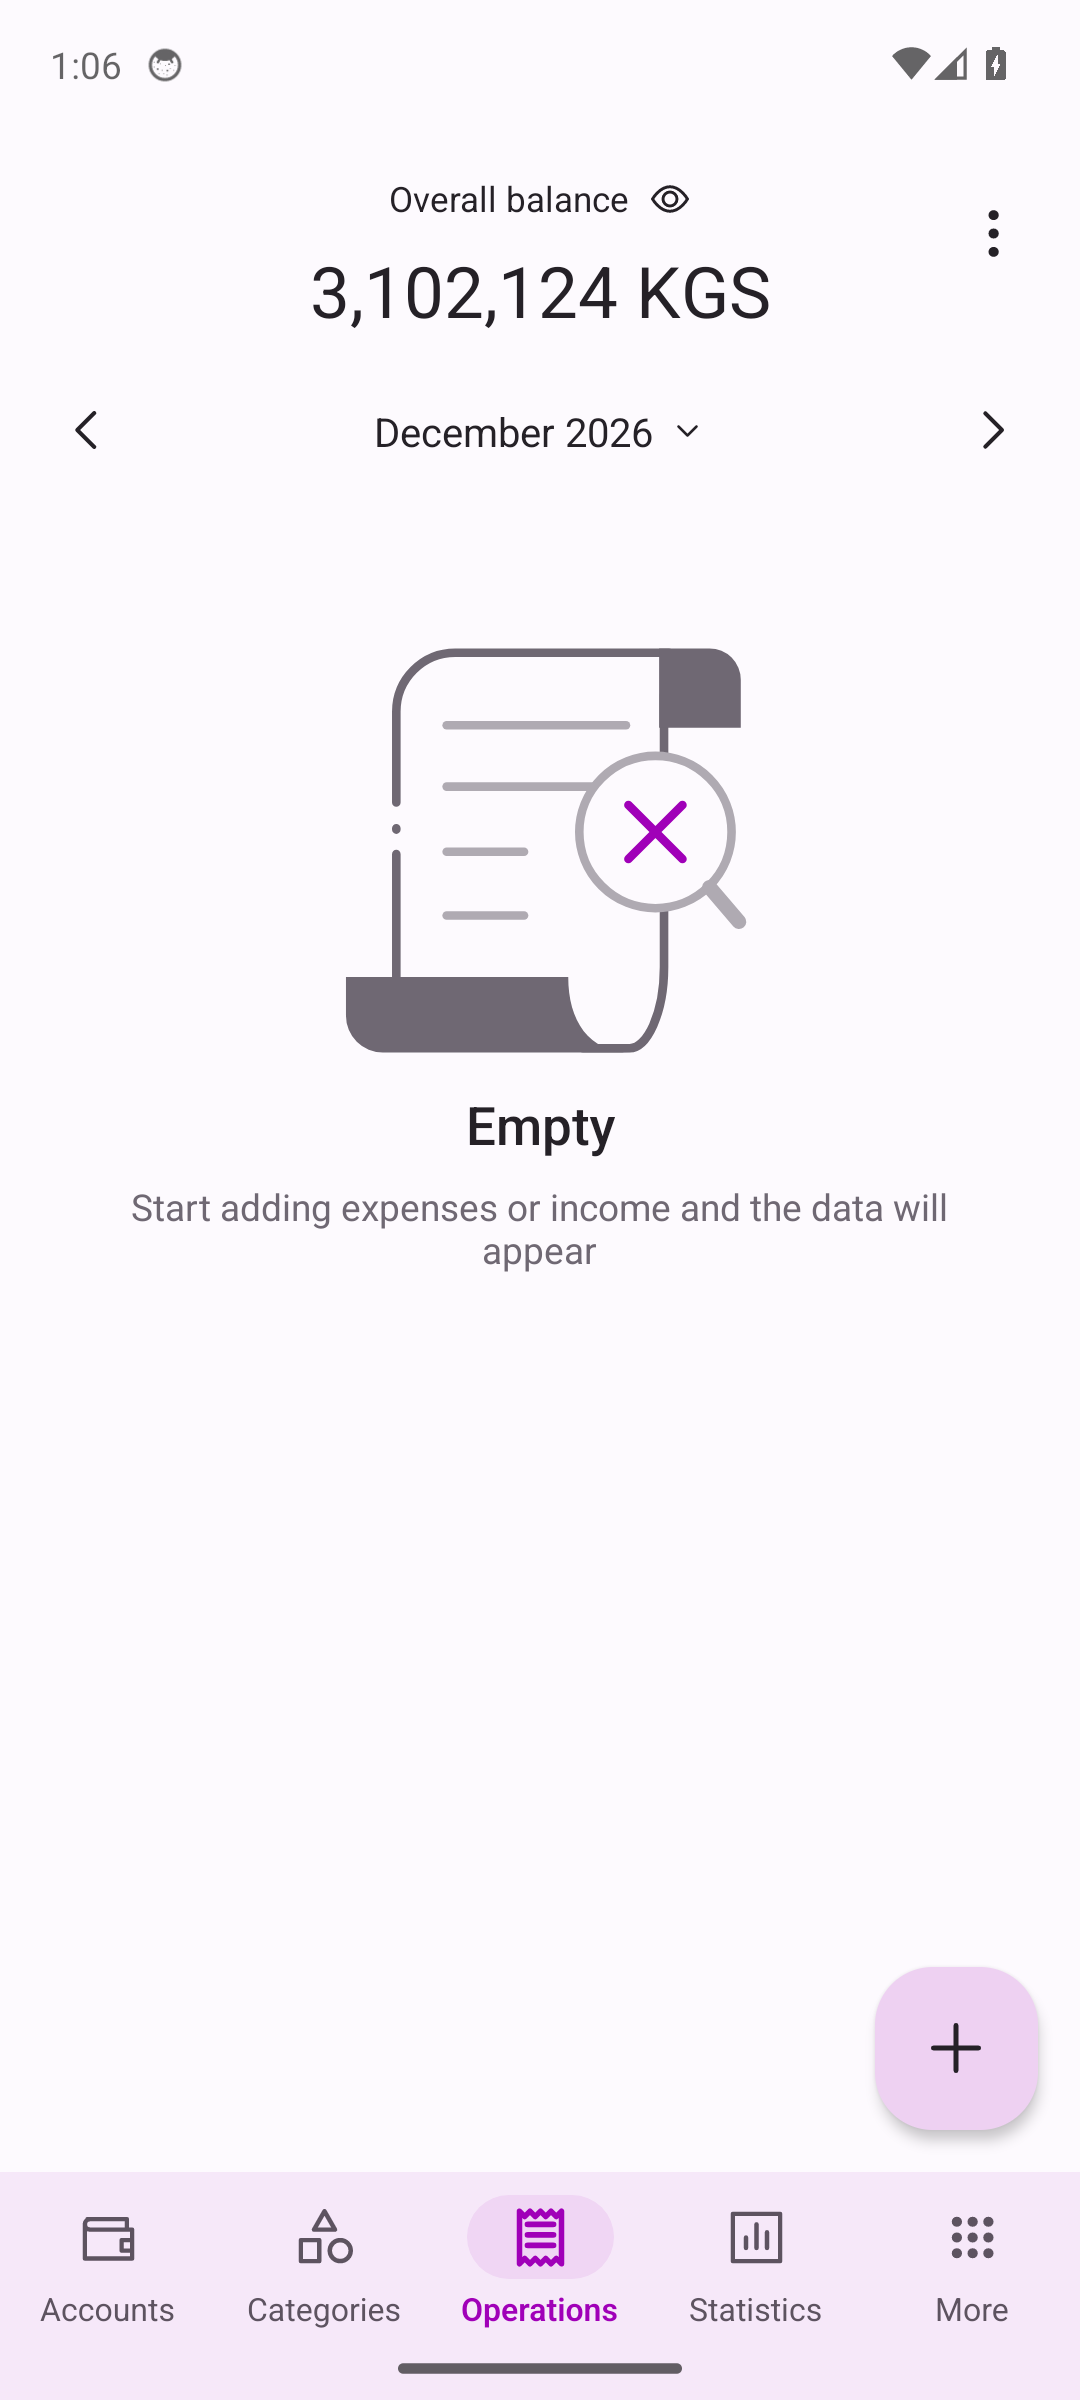 1:06
Overall balance
3,102,124 KGS
December 2026
Empty
Start adding expenses or income and the data will
appear
Accounts
Categories
Operations
Statistics
More